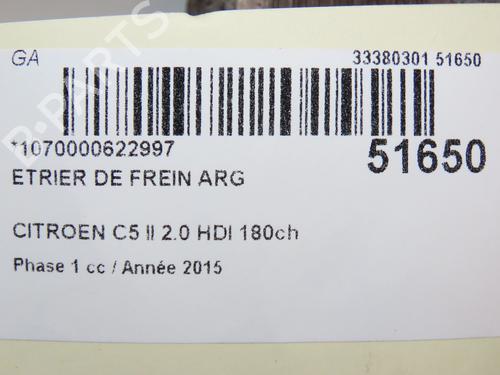 GA 33380301 51650
*1070000622997 51650
ETRIER DE FREIN ARG
CITROEN C5 II 2.0 HDI 180ch
Phase 1 cc / Année 2015
B-PARTS